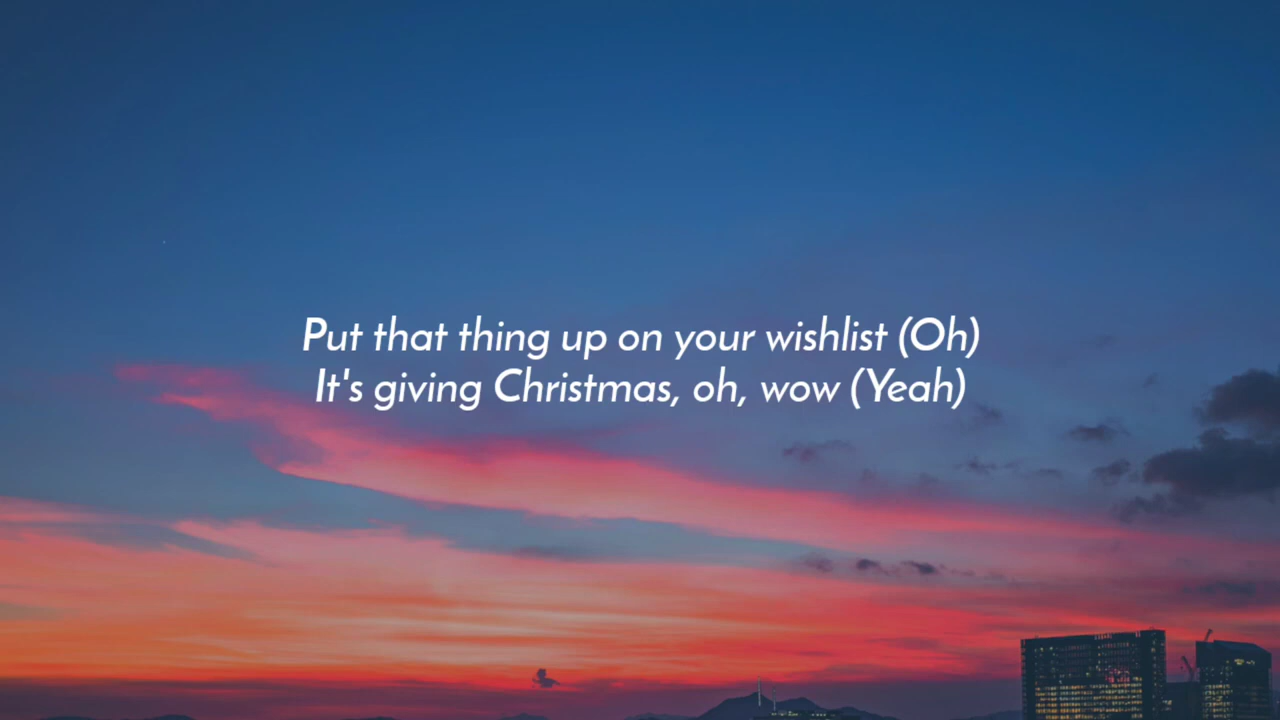 Put that thing up on your wishlist (Oh)
It's giving Christmas, oh, wow (Yeah)